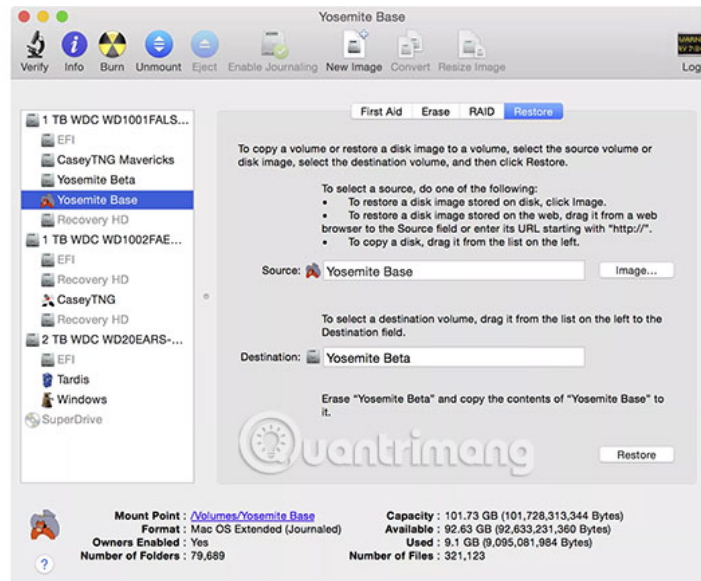 Yosemite Base
Verify Info Burn Unmount Eject Enable Journaling New Image Convert Resize Image Log
1 TB WDC WD1001FALS...
EFI
CaseyTNG Mavericks
Yosemite Beta
Yosemite Base
Recovery HD
1 TB WDC WD1002FAE...
EFI
Recovery HD
CaseyTNG
Recovery HD
2 TB WDC WD20EARS-...
EFI
Tardis
Windows
SuperDrive
First Aid Erase RAID Restore
To copy a volume or restore a disk image to a volume, select the source volume or
disk image, select the destination volume, and then click Restore.
To select a source, do one of the following:
• To restore a disk image stored on disk, click Image.
• To restore a disk image stored on the web, drag it from a web
browser to the Source field or enter its URL starting with "http://".
• To copy a disk, drag it from the list on the left.
Source: Yosemite Base Image...
To select a destination volume, drag it from the list on the left to the
Destination field.
Destination: Yosemite Beta
Erase "Yosemite Beta" and copy the contents of "Yosemite Base" to
it.
Quantrimang
Restore
Mount Point : /Volumes/Yosemite Base
Format : Mac OS Extended (Journaled)
Owners Enabled : Yes
Number of Folders : 79,689
Capacity : 101.73 GB (101,728,313,344 Bytes)
Available : 92.63 GB (92,633,231,360 Bytes)
Used : 9.1 GB (9,095,081,984 Bytes)
Number of Files : 321,123
?